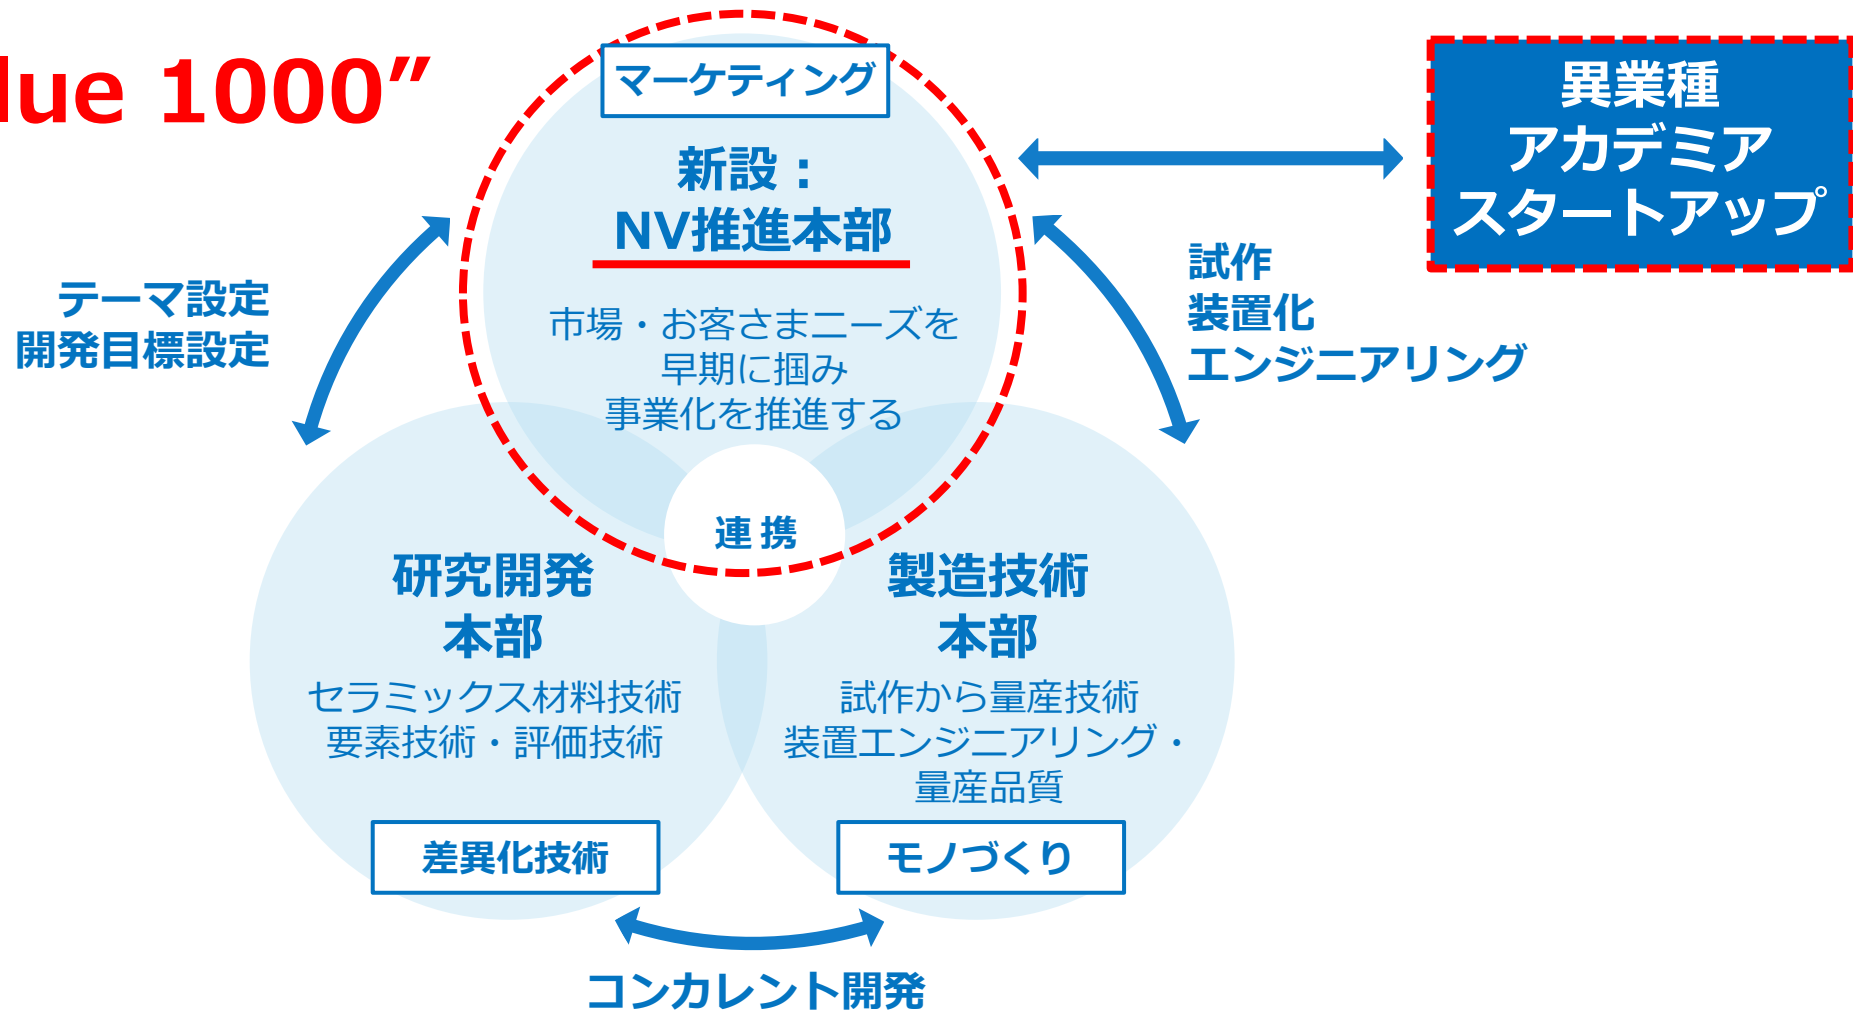 lue 1000”
マーケティング
新設：
NV推進本部
市場・お客さまニーズを
早期に掴み
事業化を推進する
異業種
アカデミア
スタートアップ
テーマ設定
開発目標設定
試作
装置化
エンジニアリング
連携
研究開発
本部
セラミックス材料技術
要素技術・評価技術
差異化技術
製造技術
本部
試作から量産技術
装置エンジニアリング・
量産品質
モノづくり
コンカレント開発